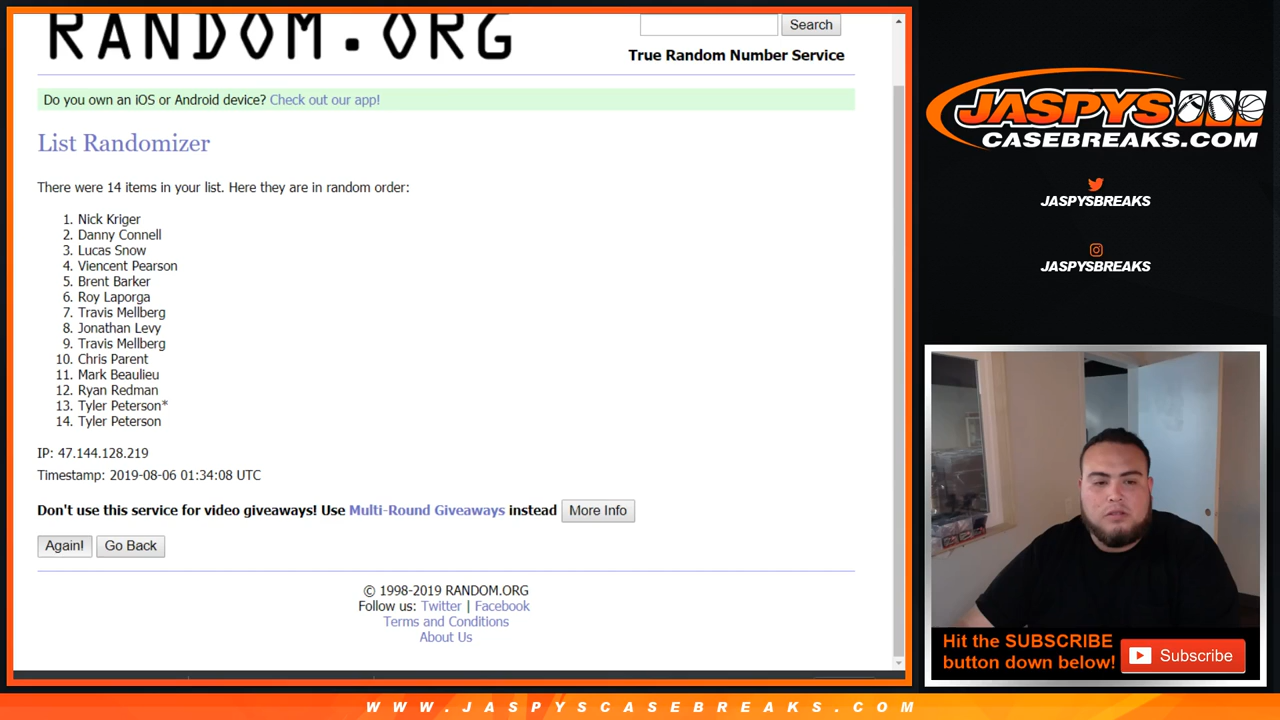 RANDOM.ORG
Search
True Random Number Service
Do you own an iOS or Android device? Check out our app!
List Randomizer
There were 14 items in your list. Here they are in random order:
1. Nick Kriger
2. Danny Connell
3. Lucas Snow
4. Viencent Pearson
5. Brent Barker
6. Roy Laporga
7. Travis Mellberg
8. Jonathan Levy
9. Travis Mellberg
10. Chris Parent
11. Mark Beaulieu
12. Ryan Redman
13. Tyler Peterson*
14. Tyler Peterson
IP: 47.144.128.219
Timestamp: 2019-08-06 01:34:08 UTC
Don't use this service for video giveaways! Use Multi-Round Giveaways instead More Info
Again! Go Back
© 1998-2019 RANDOM.ORG
Follow us: Twitter | Facebook
Terms and Conditions
About Us
JASPYS
CASEBREAKS.COM
JASPYSBREAKS
JASPYSBREAKS
Hit the SUBSCRIBE
button down below!
Subscribe
WWW.JASPYSCASEBREAKS.COM